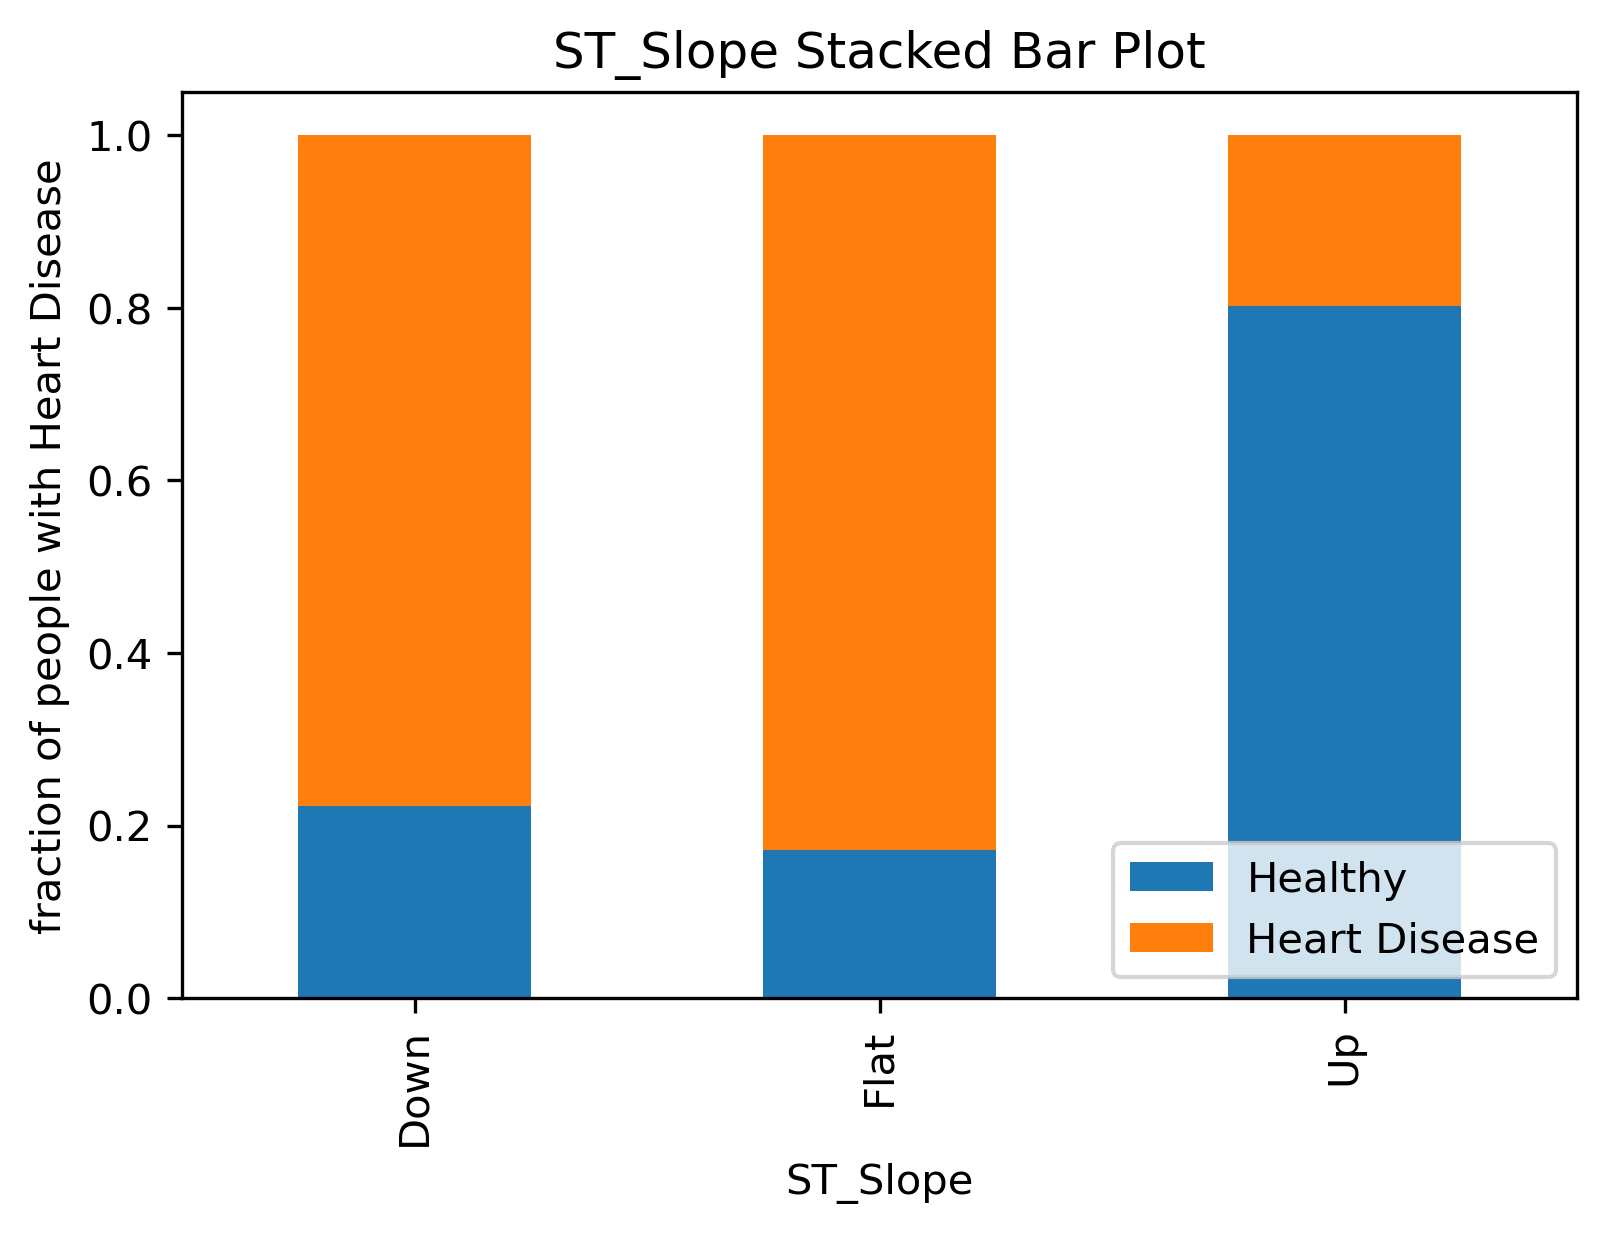 ST_Slope Stacked Bar Plot
fraction of people with Heart Disease
1.0
0.8
0.6
0.4
0.2
0.0
Healthy
Heart Disease
Down
Flat
Up
ST_Slope